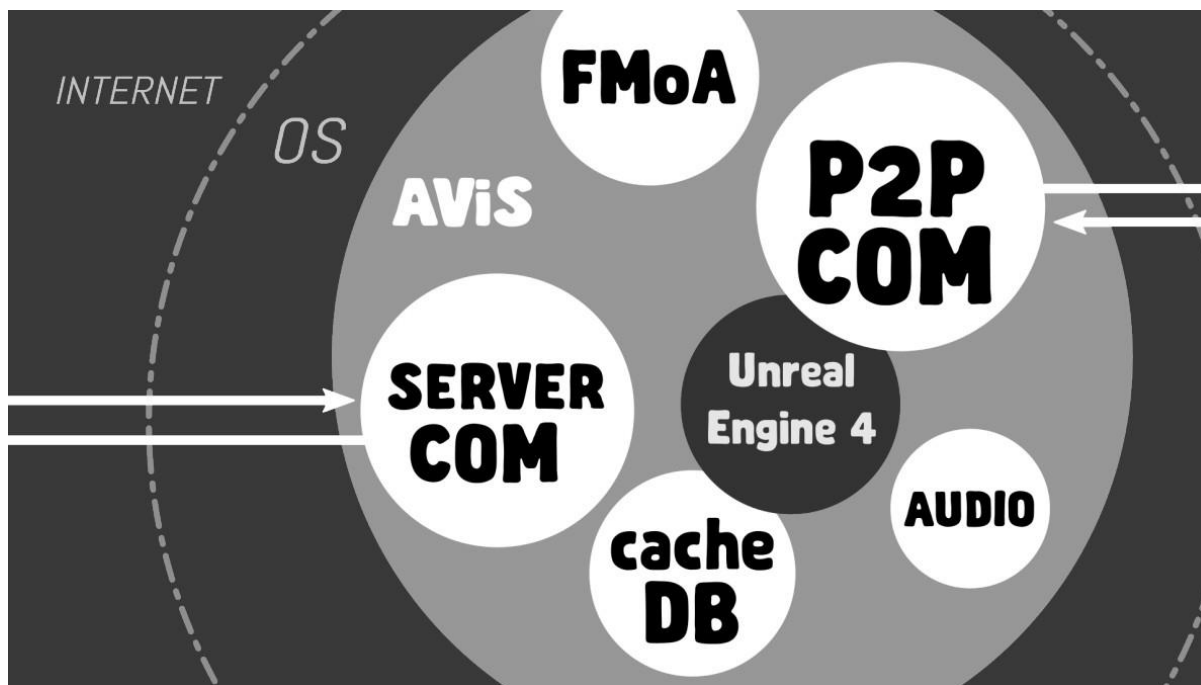 INTERNET
OS
AViS
FMoA
P2P
COM
SERVER
COM
Unreal
Engine 4
AUDIO
cache
DB